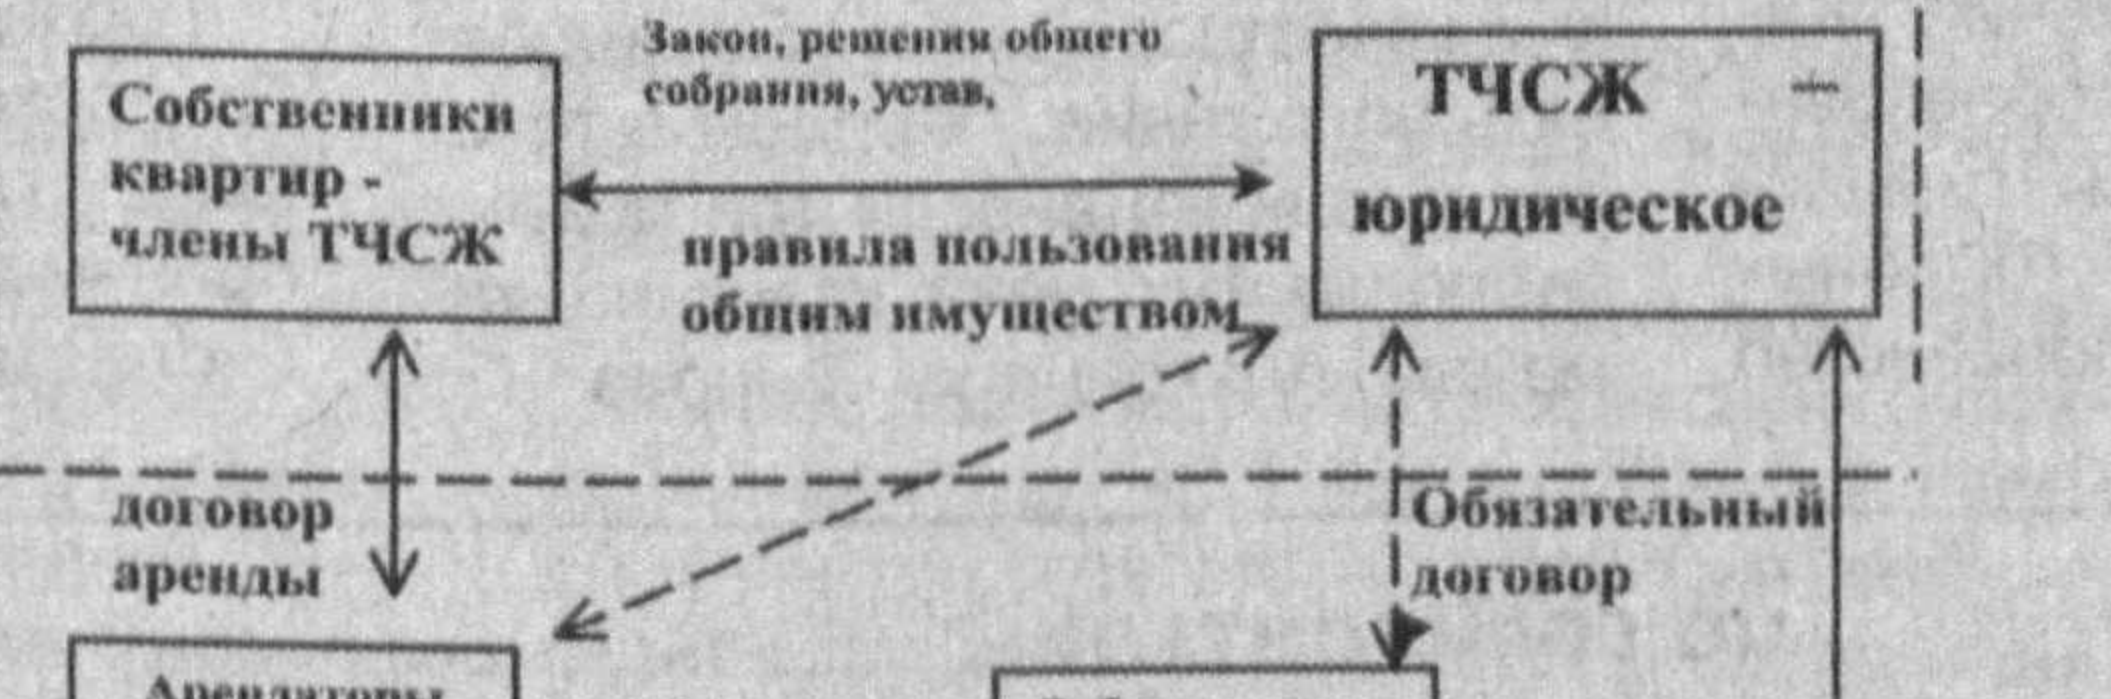 Закон, решения общего
собрания, устав,
Собственники
квартир -
члены ТЧСЖ
ТЧСЖ —
юридическое
правила пользования
общим имуществом
договор
аренды
Обязательный
договор
Арендаторы